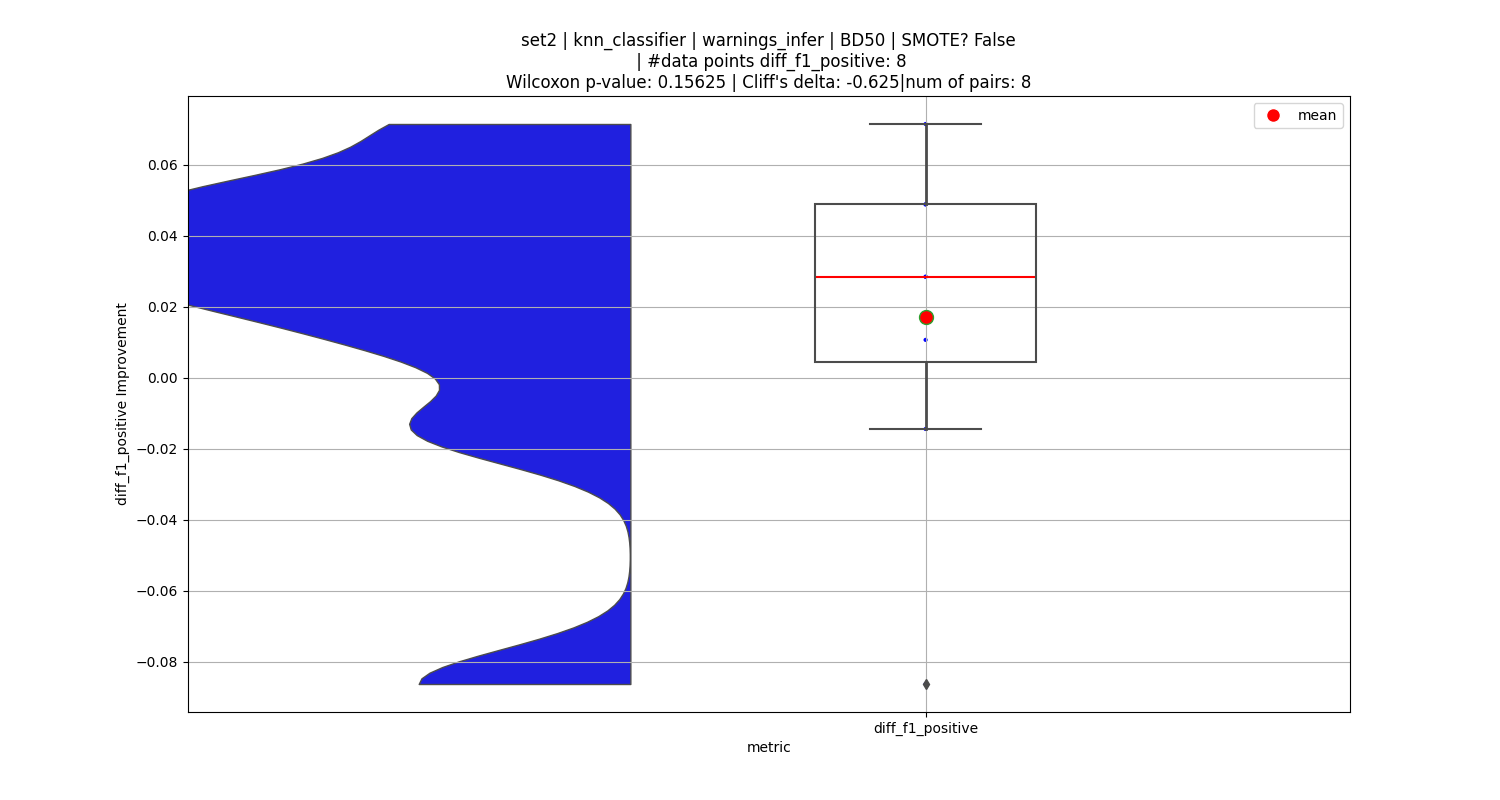 set2 | knn_classifier | warnings_infer | BD50 | SMOTE? False
| #data points diff_f1_positive: 8
Wilcoxon p-value: 0.15625 | Cliff's delta: -0.625|num of pairs: 8
mean
0.06
0.04
0.02
0.00
−0.02
−0.04
−0.06
−0.08
diff_f1_positive Improvement
diff_f1_positive
metric